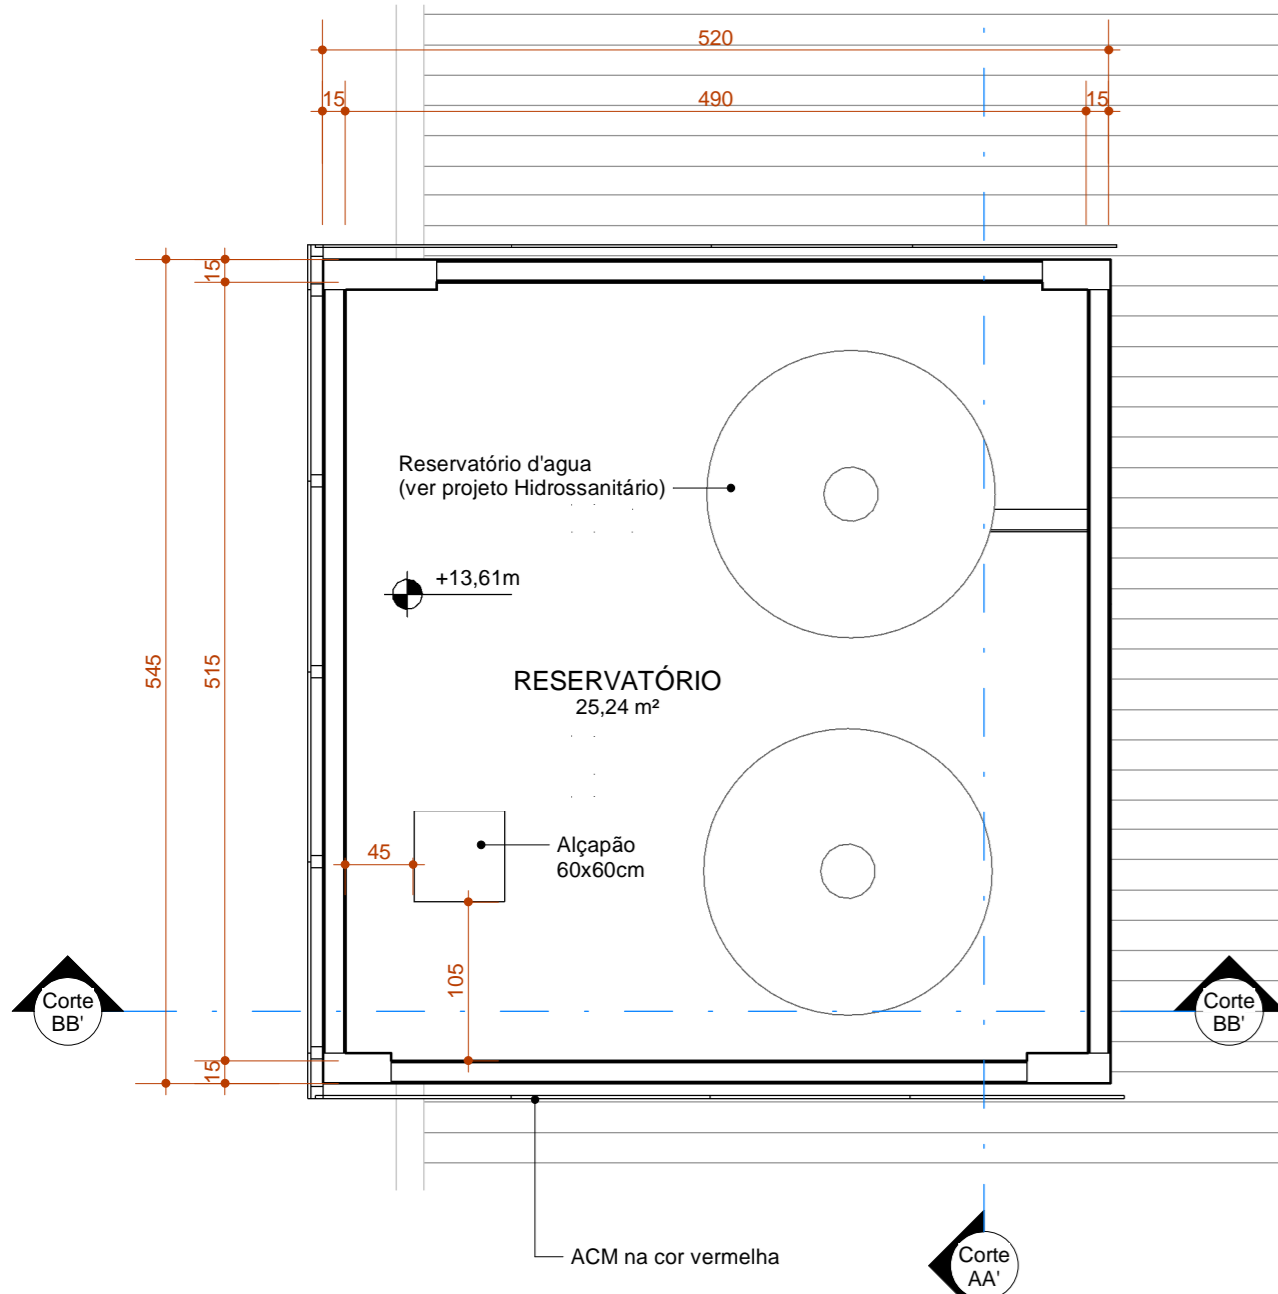 520
15
490
15
15
Reservatório d'agua
(ver projeto Hidrossanitário)
+13,61m
545
515
RESERVATÓRIO
25,24 m²
45
Alçapão
60x60cm
105
Corte
BB'
Corte
BB'
15
ACM na cor vermelha
Corte
AA'